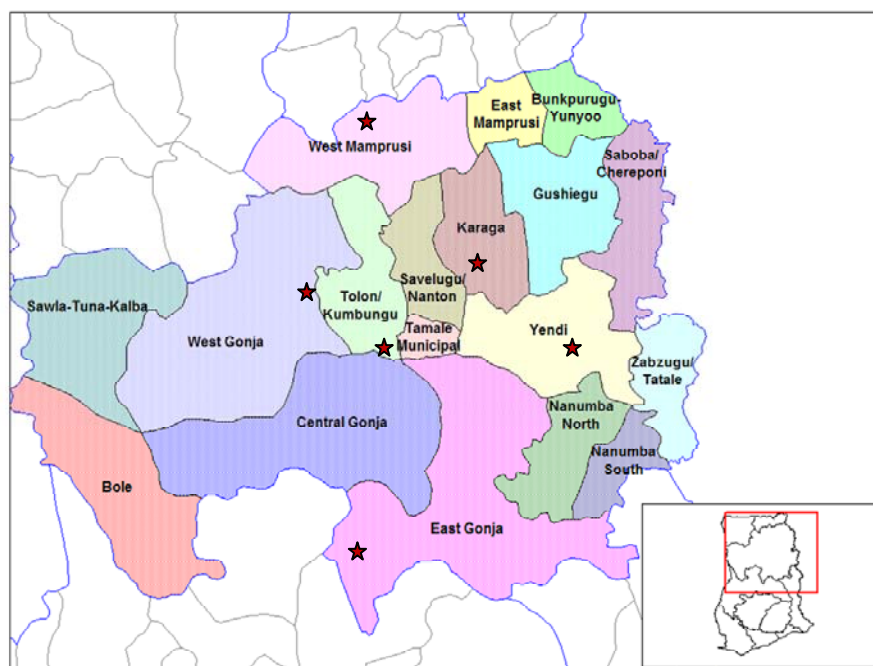 East
Mamprusi
Bunkpurugu-
Yunyoo
West Mamprusi
Saboba/
Chereponi
Gushiegu
Karaga
Savelugu/
Nanton
Sawla-Tuna-Kalba
Tolon/
Kumbungu
West Gonja
Tamale
Municipal
Yendi
Zabzugu/
Tatale
Central Gonja
Nanumba
North
Nanumba
South
Bole
East Gonja